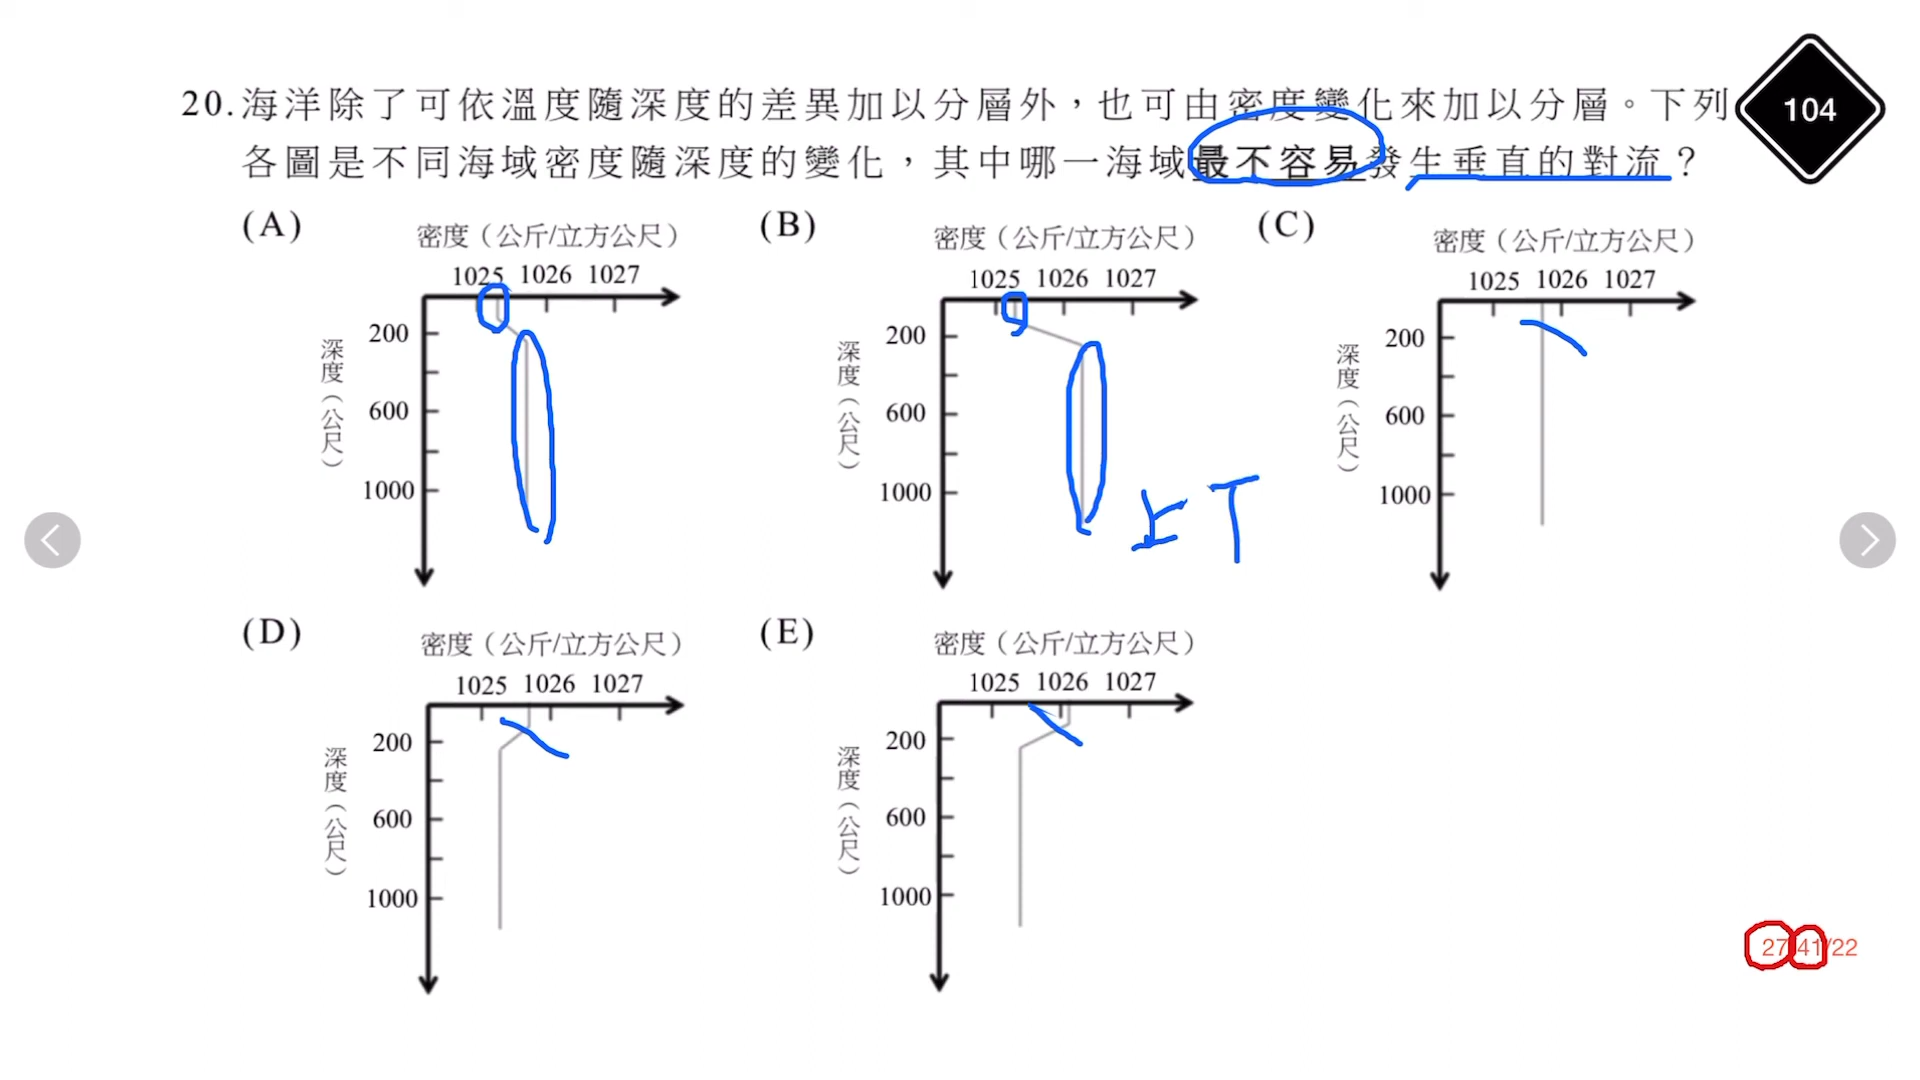 20.海洋除了可依溫度隨深度的差異加以分層外，也可由密度變化來加以分層。下列
104
各圖是不同海域密度隨深度的變化，其中哪一海域最不容易發生垂直的對流？
(A)
密度（公斤/立方公尺）
1025 1026 1027
200
600
1000
深度（公尺）
(B)
密度（公斤/立方公尺）
1025 1026 1027
200
600
1000
深度（公尺）
上下
(C)
密度（公斤/立方公尺）
1025 1026 1027
200
600
1000
深度（公尺）
(D)
密度（公斤/立方公尺）
1025 1026 1027
200
600
1000
深度（公尺）
(E)
密度（公斤/立方公尺）
1025 1026 1027
200
600
1000
深度（公尺）
27/41/22